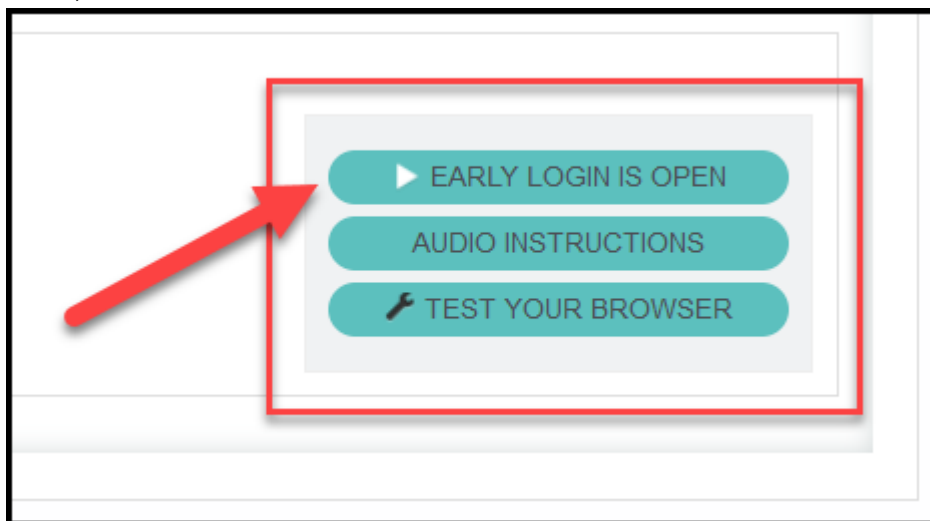 EARLY LOGIN IS OPEN
AUDIO INSTRUCTIONS
TEST YOUR BROWSER